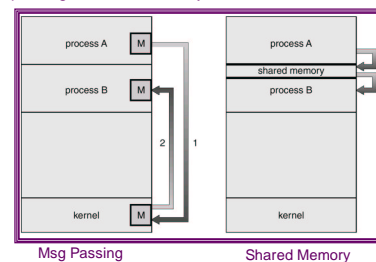 process A
M
process B
M
2
1
kernel
M
Msg Passing
process A
shared memory
process B
kernel
Shared Memory